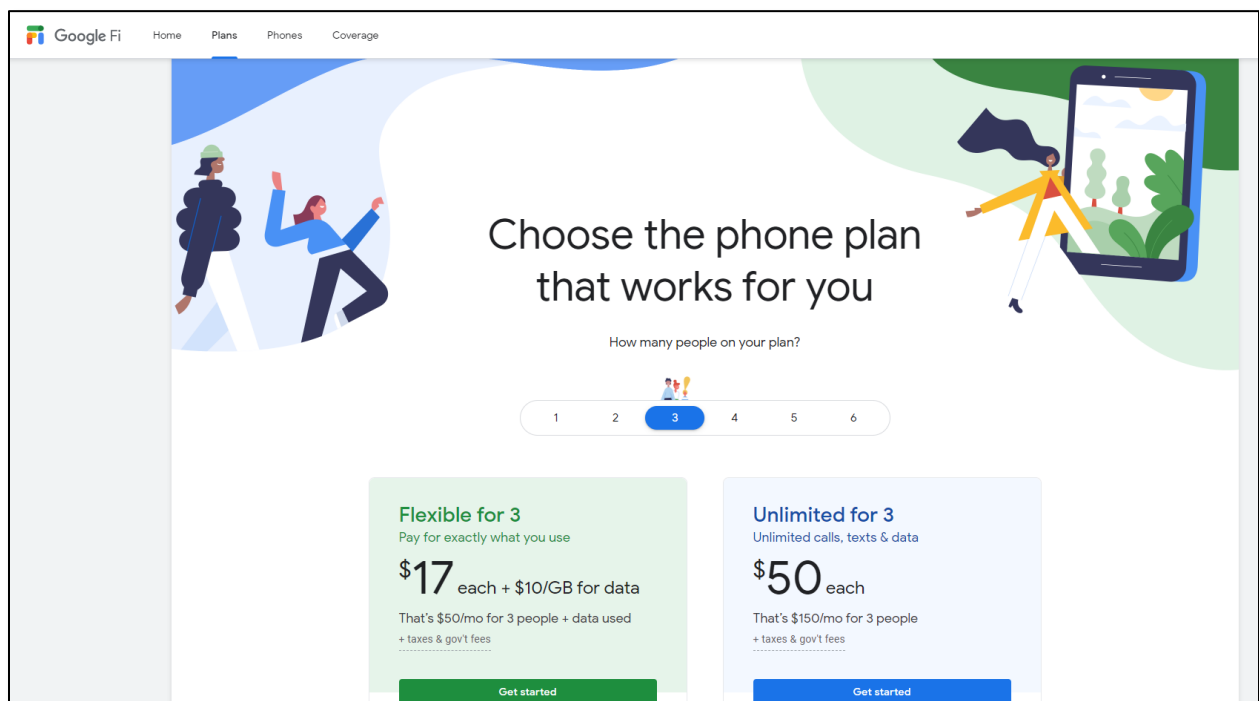 Google Fi Home Plans Phones Coverage
Choose the phone plan
that works for you
How many people on your plan?
1 2 3 4 5 6
Flexible for 3
Pay for exactly what you use
$17 each + $10/GB for data
That's $50/mo for 3 people + data used
+ taxes & gov't fees
Get started
Unlimited for 3
Unlimited calls, texts & data
$50 each
That's $150/mo for 3 people
+ taxes & gov't fees
Get started